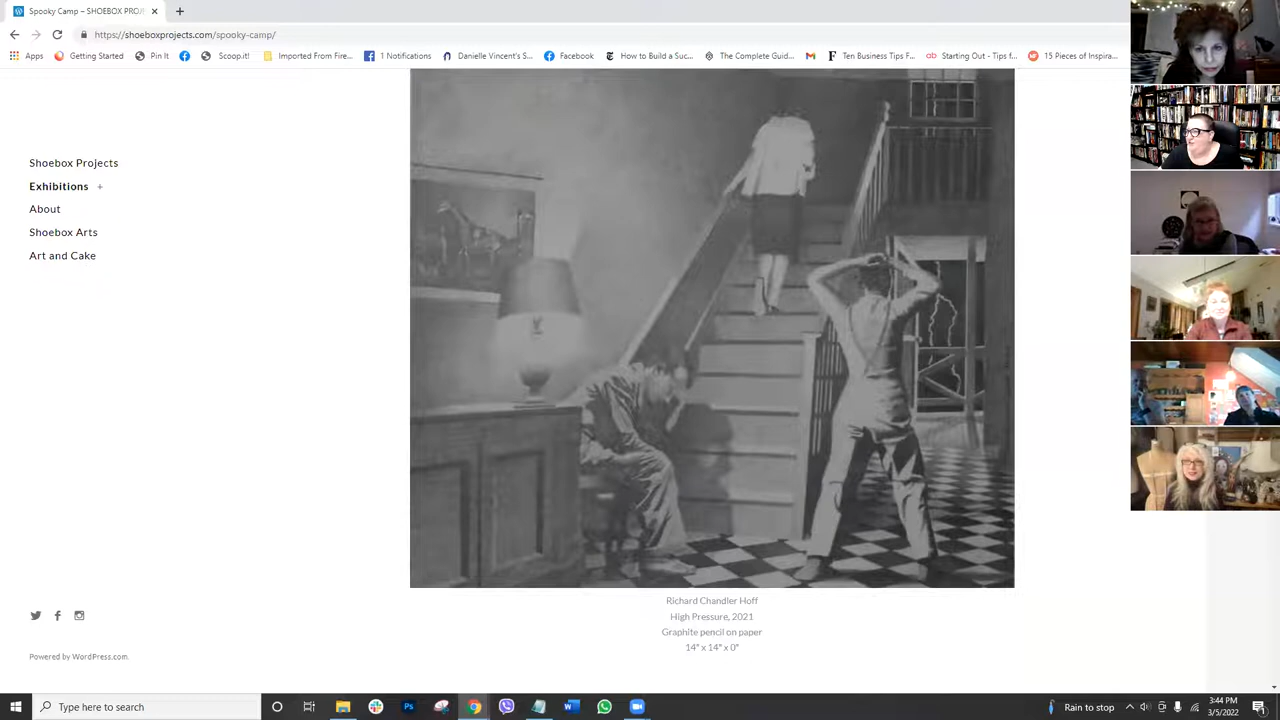 Spooky Camp – SHOEBOX PROJ
https://shoeboxprojects.com/spooky-camp/
Apps
Getting Started
Pin It
Scoop.it
Imported From Fire...
1 Notifications
Danielle Vincent's S...
Facebook
How to Build a Suc...
The Complete Guid...
Ten Business Tips F...
Starting Out - Tips f...
15 Pieces of Inspira...
Shoebox Projects
Exhibitions +
About
Shoebox Arts
Art and Cake
Richard Chandler Hoff
High Pressure, 2021
Graphite pencil on paper
14" x 14" x 0"
Powered by WordPress.com.
Type here to search
Rain to stop
3:44 PM
3/5/2022